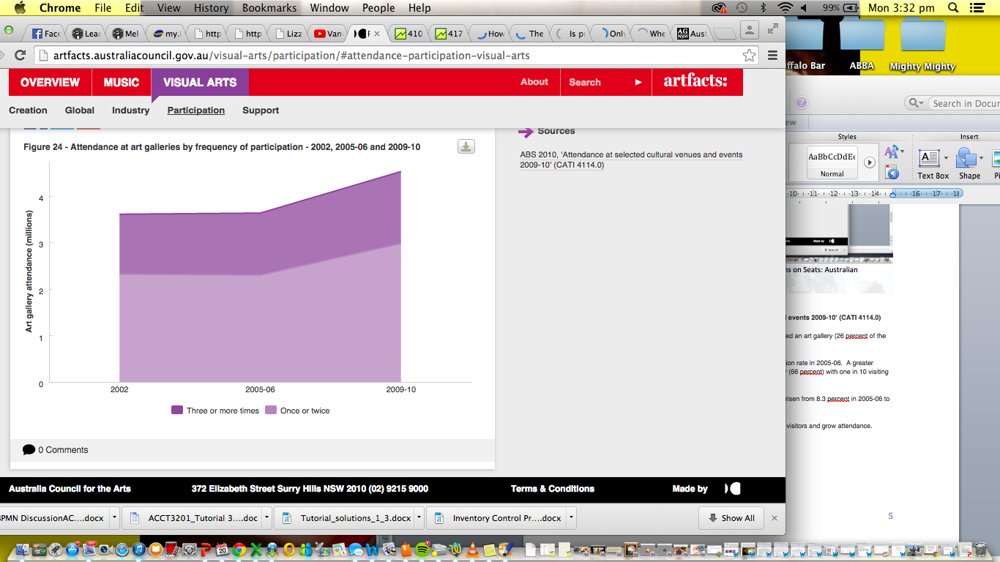 Chrome File Edit View History Bookmarks Window People Help
99% Mon 3:32 pm
Face Leac Mel my. http http Lizz Van F 410 417 How The Is pr Only Whe Aust
artfacts.australiacouncil.gov.au/visual-arts/participation/#attendance-participation-visual-arts
ffalo Bar ABBA Mighty Mighty
OVERVIEW MUSIC VISUAL ARTS About Search artfacts:
Creation Global Industry Participation Support
Figure 24 - Attendance at art galleries by frequency of participation - 2002, 2005-06 and 2009-10
Art gallery attendance (millions)
4
3
2
1
0
2002 2005-06 2009-10
Three or more times Once or twice
0 Comments
Sources
ABS 2010, 'Attendance at selected cultural venues and events
2009-10' (CATI 4114.0)
Australia Council for the Arts 372 Elizabeth Street Surry Hills NSW 2010 (02) 9215 9000 Terms & Conditions Made by
BPMN DiscussionAC....docx ACCT3201_Tutorial 3....doc Tutorial_solutions_1_3.docx Inventory Control Pr....docx Show All
Search in Docur
ew
Styles Insert
AaBbCcDdEe
Normal
Text Box Shape Pi
10 11 12 13 14 16 17 18
Made by
Show All
ns on Seats: Australian
events 2009-10' (CATI 4114.0)
ed an art gallery (26 percent of the
ion rate in 2005-06. A greater
(66 percent) with one in 10 visiting
risen from 8.3 percent in 2005-06 to
visitors and grow attendance.
5
20